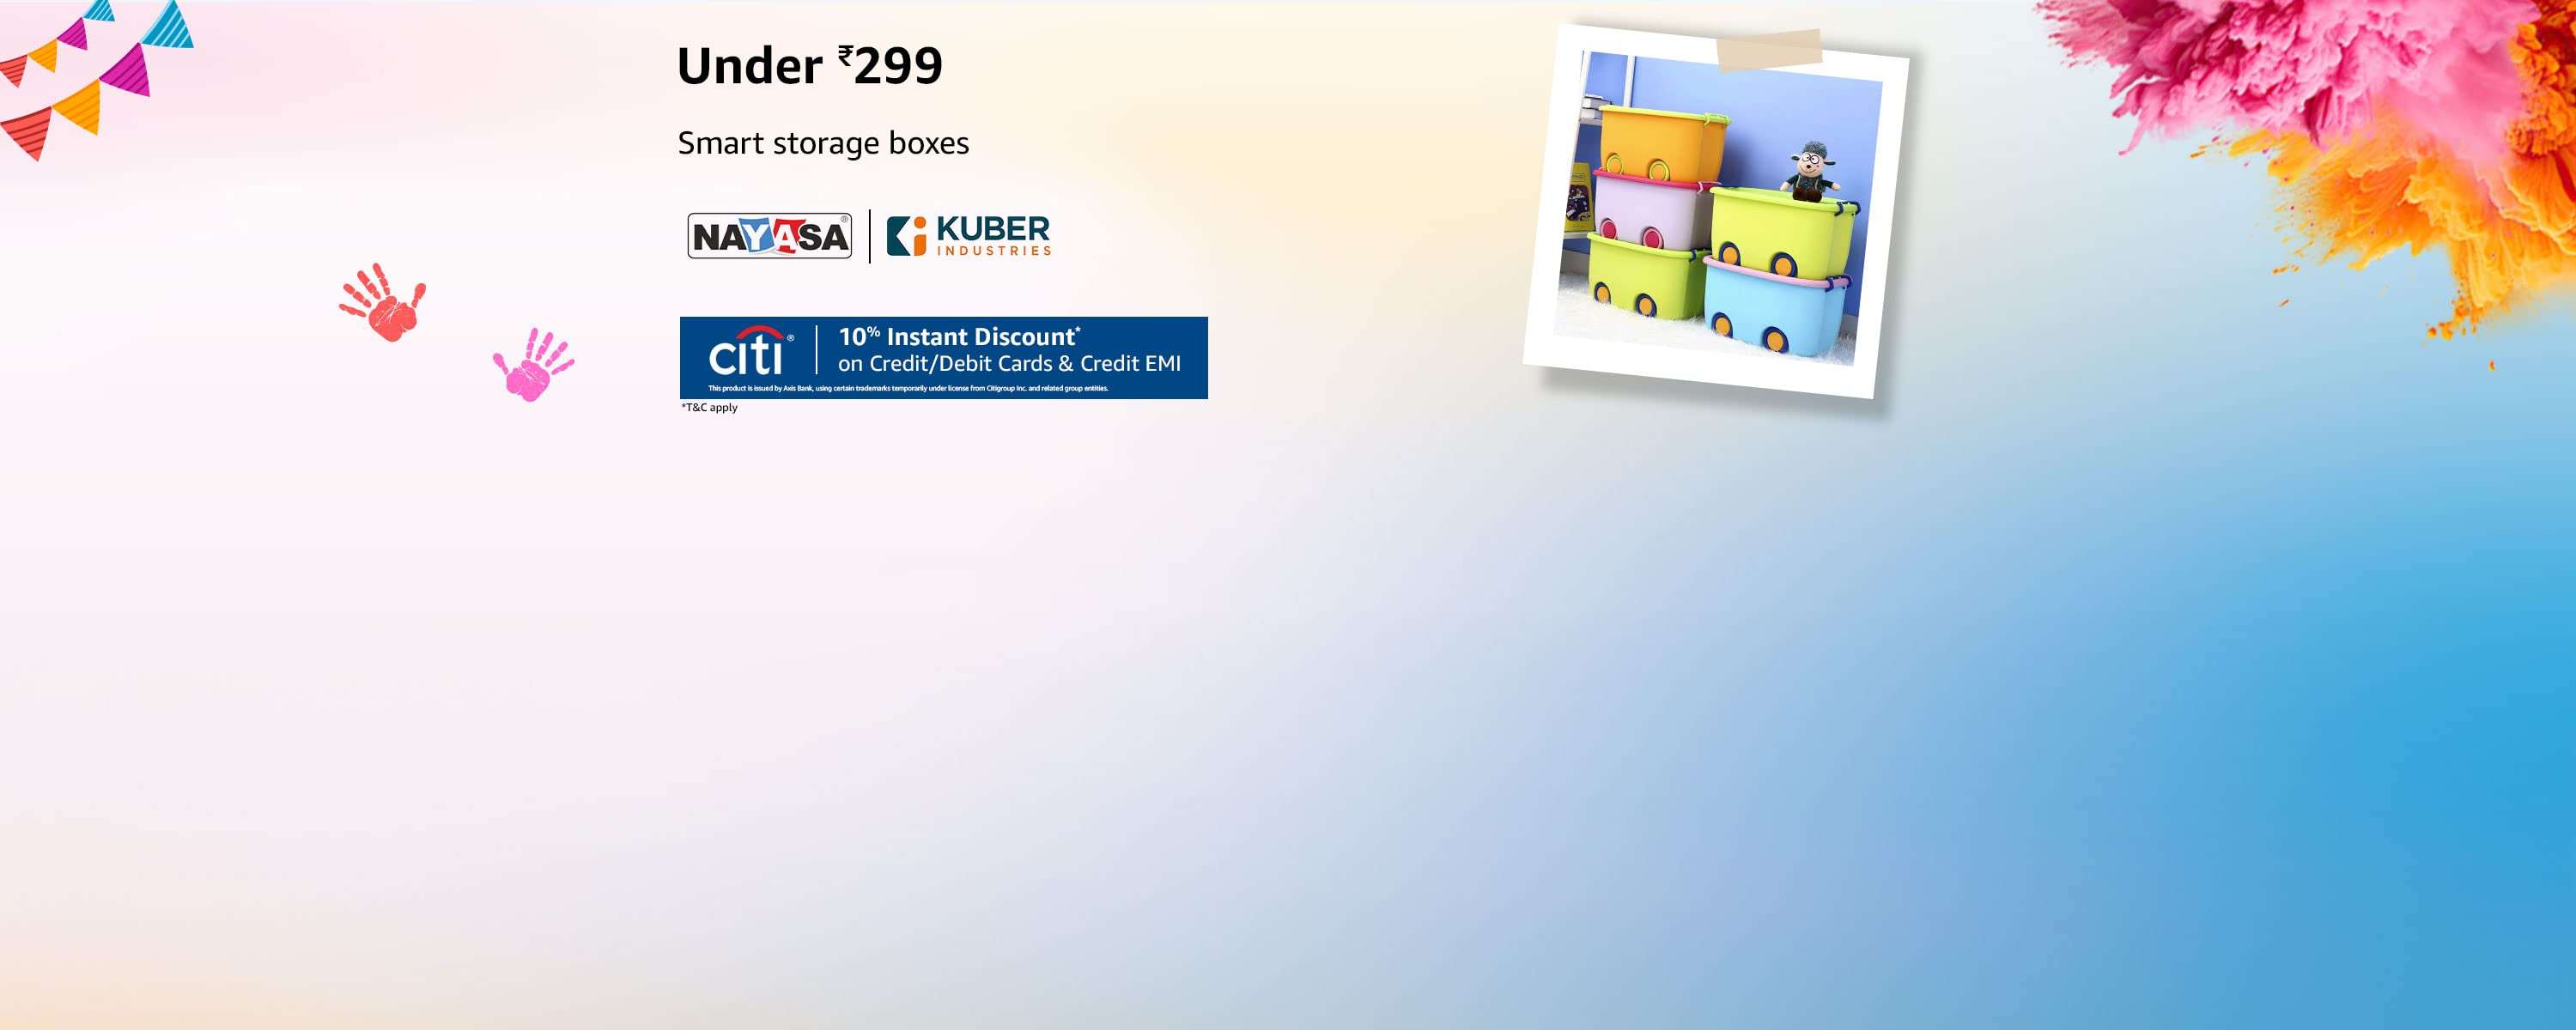 Under ₹299
Smart storage boxes
NAYASA®
KUBER
INDUSTRIES
citi®
10% Instant Discount*
on Credit/Debit Cards & Credit EMI
This product is issued by Axis Bank, using certain trademarks temporarily under license from Citigroup Inc. and related group entities.
*T&C apply